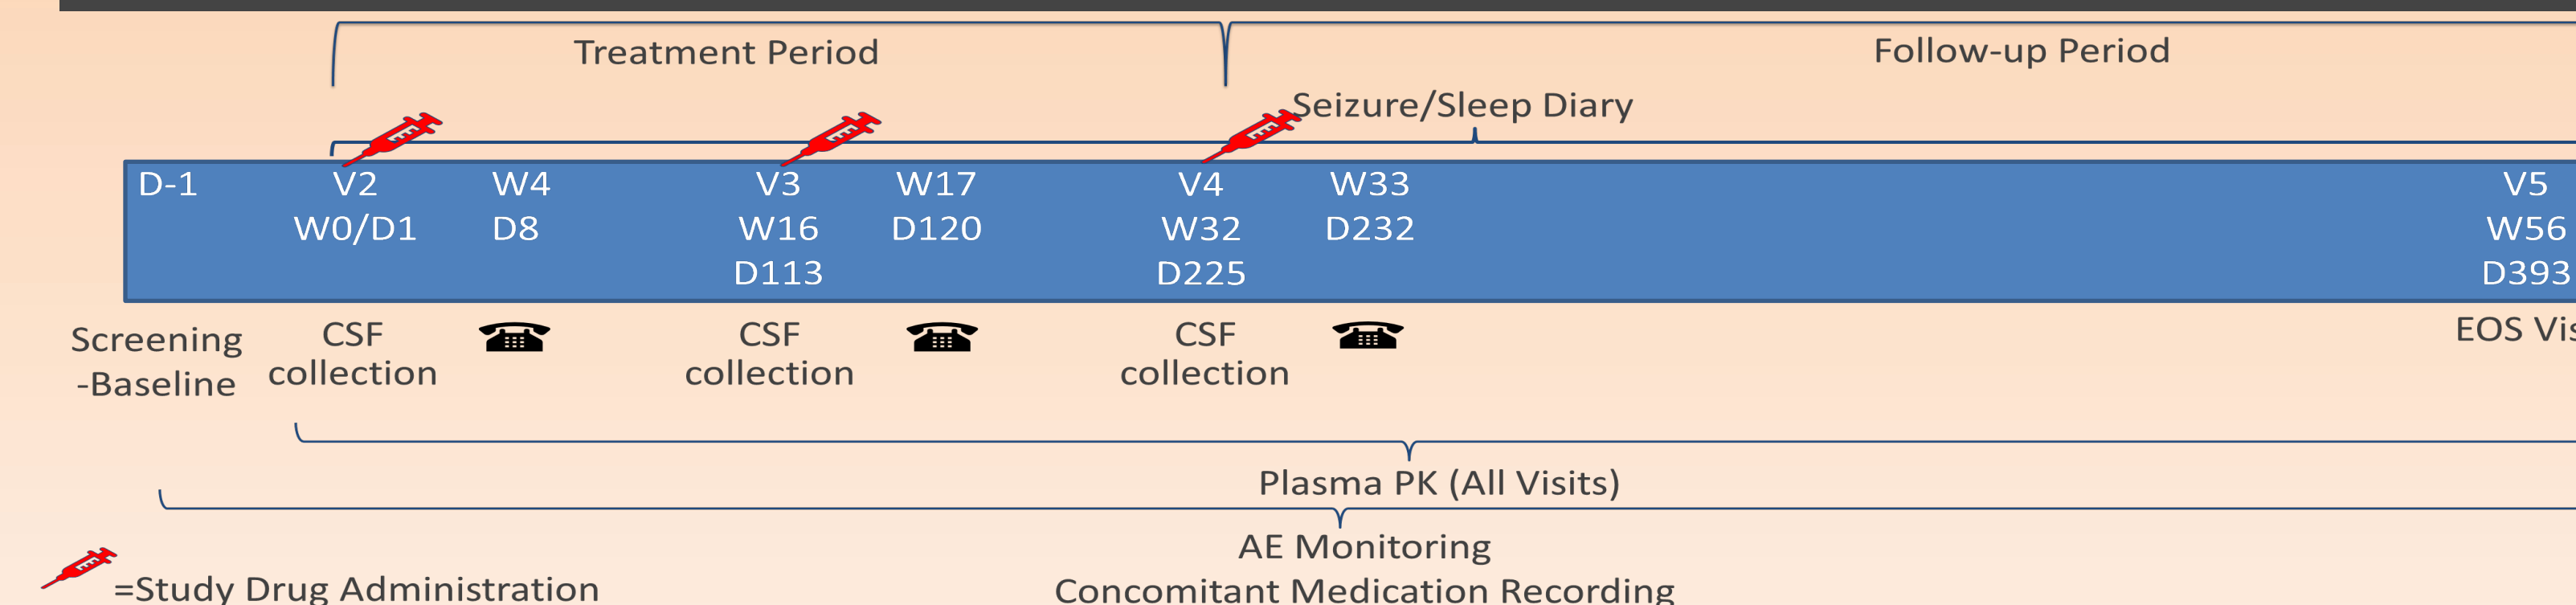 Treatment Period
Follow-up Period
Seizure/Sleep Diary
D-1
V2
W0/D1
W4
D8
V3
W16
D113
W17
D120
V4
W32
D225
W33
D232
V5
W56
D393
Screening
-Baseline
CSF
collection
CSF
collection
CSF
collection
EOS Vis
Plasma PK (All Visits)
AE Monitoring
Concomitant Medication Recording
=Study Drug Administration